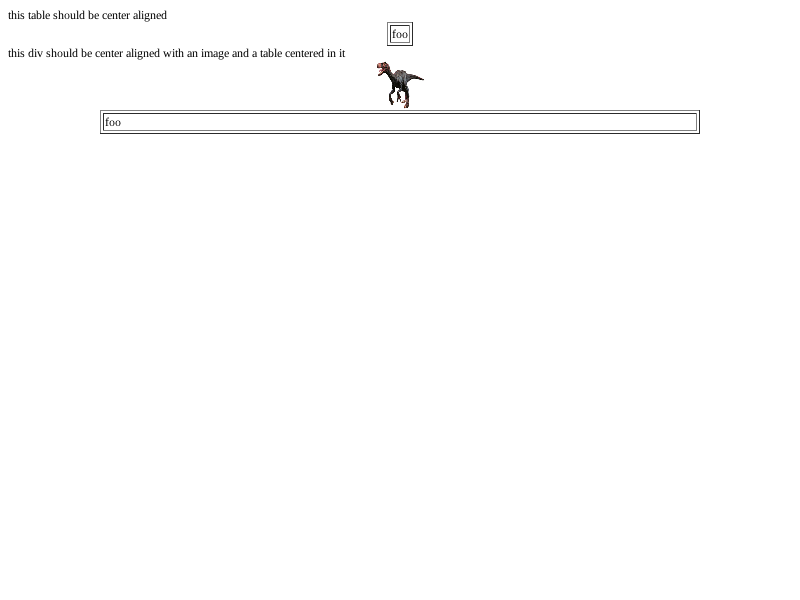 this table should be center aligned
foo
this div should be center aligned with an image and a table centered in it
foo